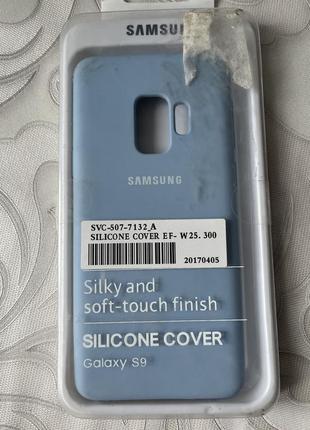 SAMSUNG
SAMSUNG
SVC-507-7132_A
SILICONE COVER EF- W25. 300
20170405
Silky and
soft-touch finish
SILICONE COVER
Galaxy S9